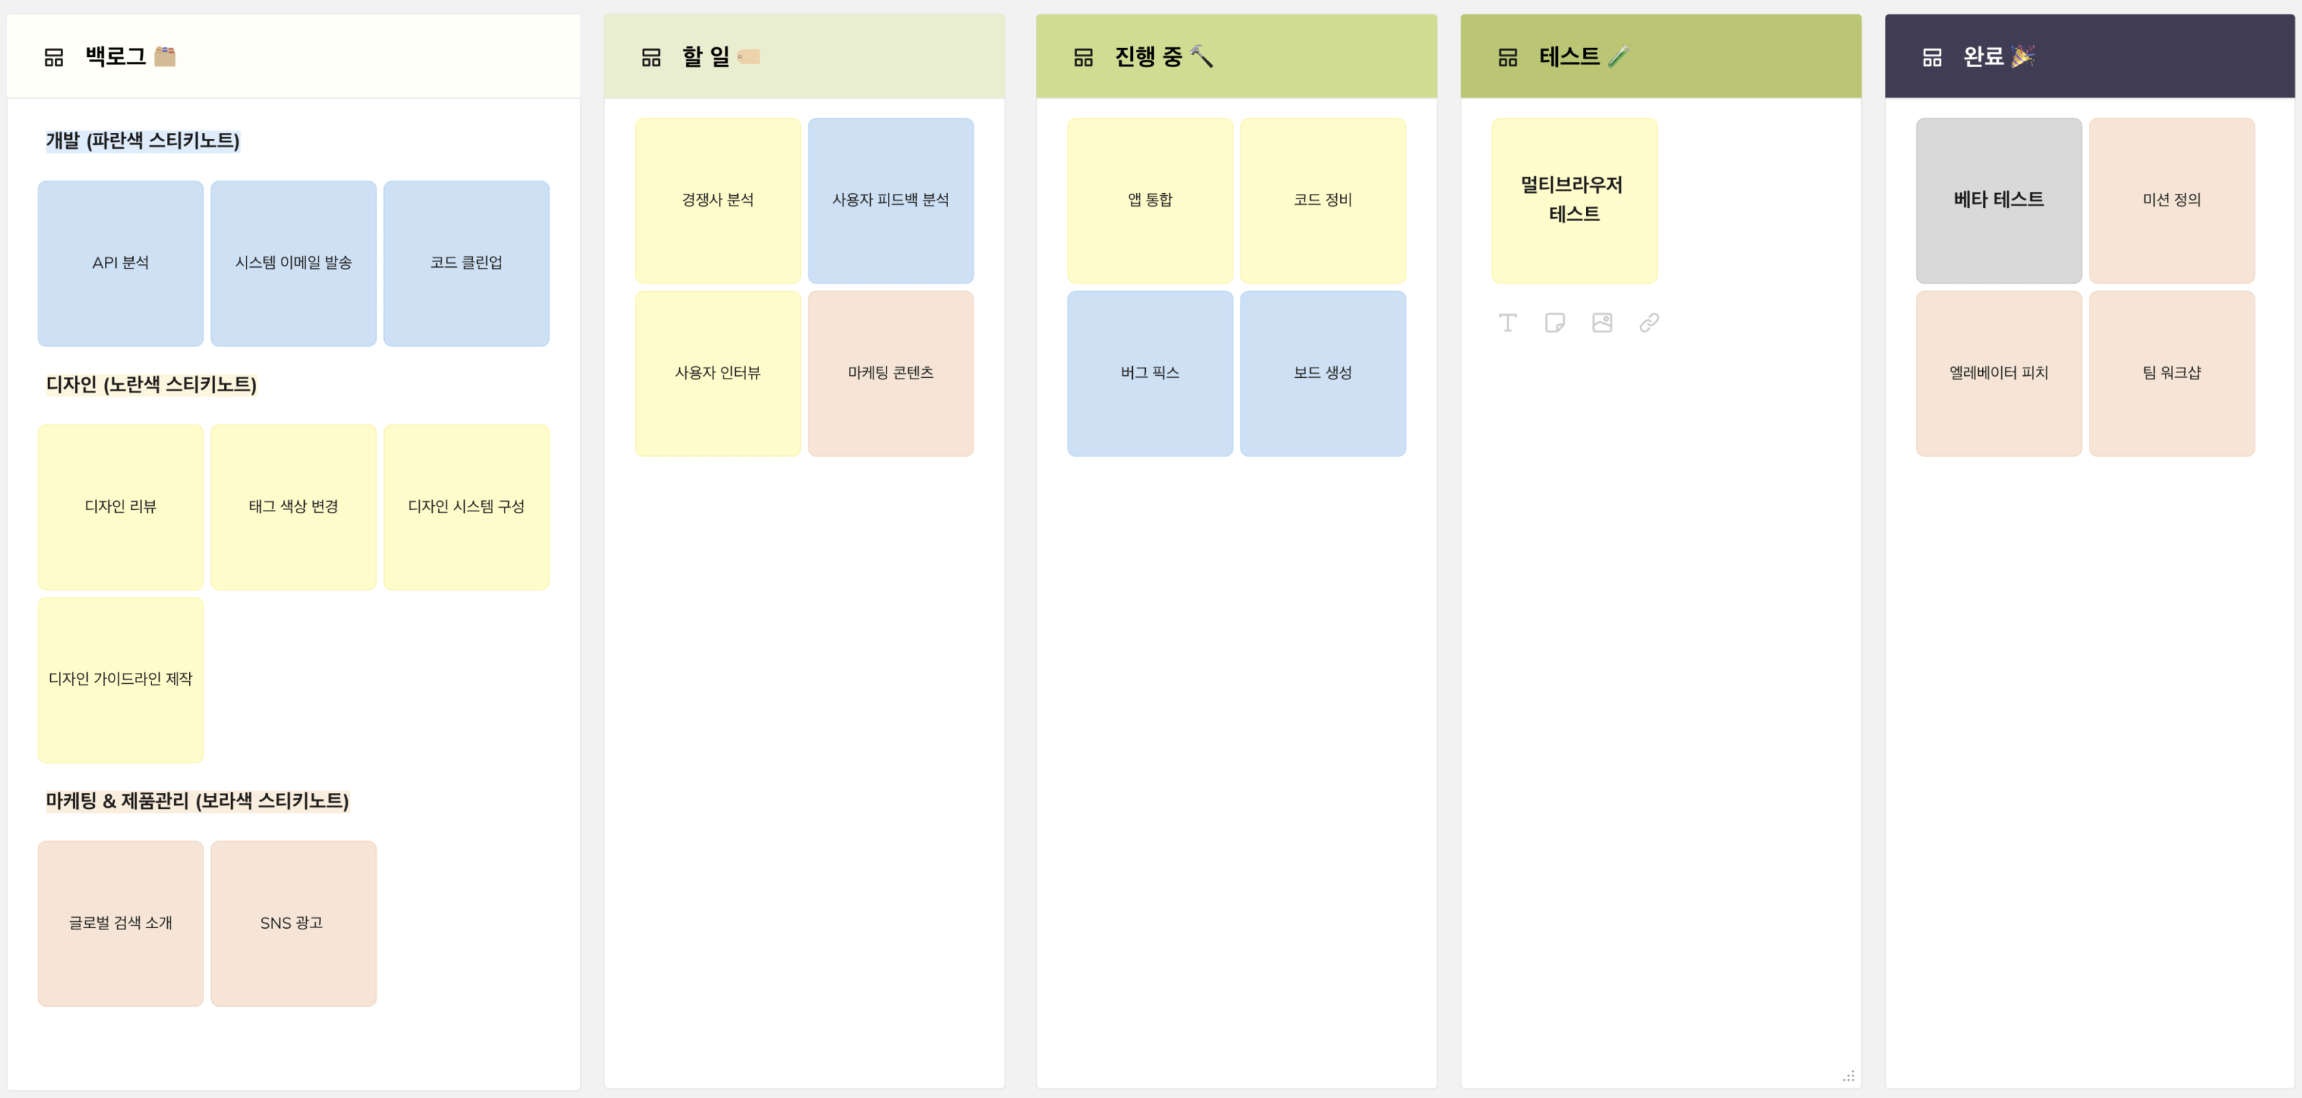 백로그
개발 (파란색 스티키노트)
API 분석
시스템 이메일 발송
코드 클린업
디자인 (노란색 스티키노트)
디자인 리뷰
태그 색상 변경
디자인 시스템 구성
디자인 가이드라인 제작
마케팅 & 제품관리 (보라색 스티키노트)
글로벌 검색 소개
SNS 광고
할 일
경쟁사 분석
사용자 피드백 분석
사용자 인터뷰
마케팅 콘텐츠
진행 중
앱 통합
코드 정비
버그 픽스
보드 생성
테스트
멀티브라우저
테스트
완료
베타 테스트
미션 정의
엘레베이터 피치
팀 워크샵